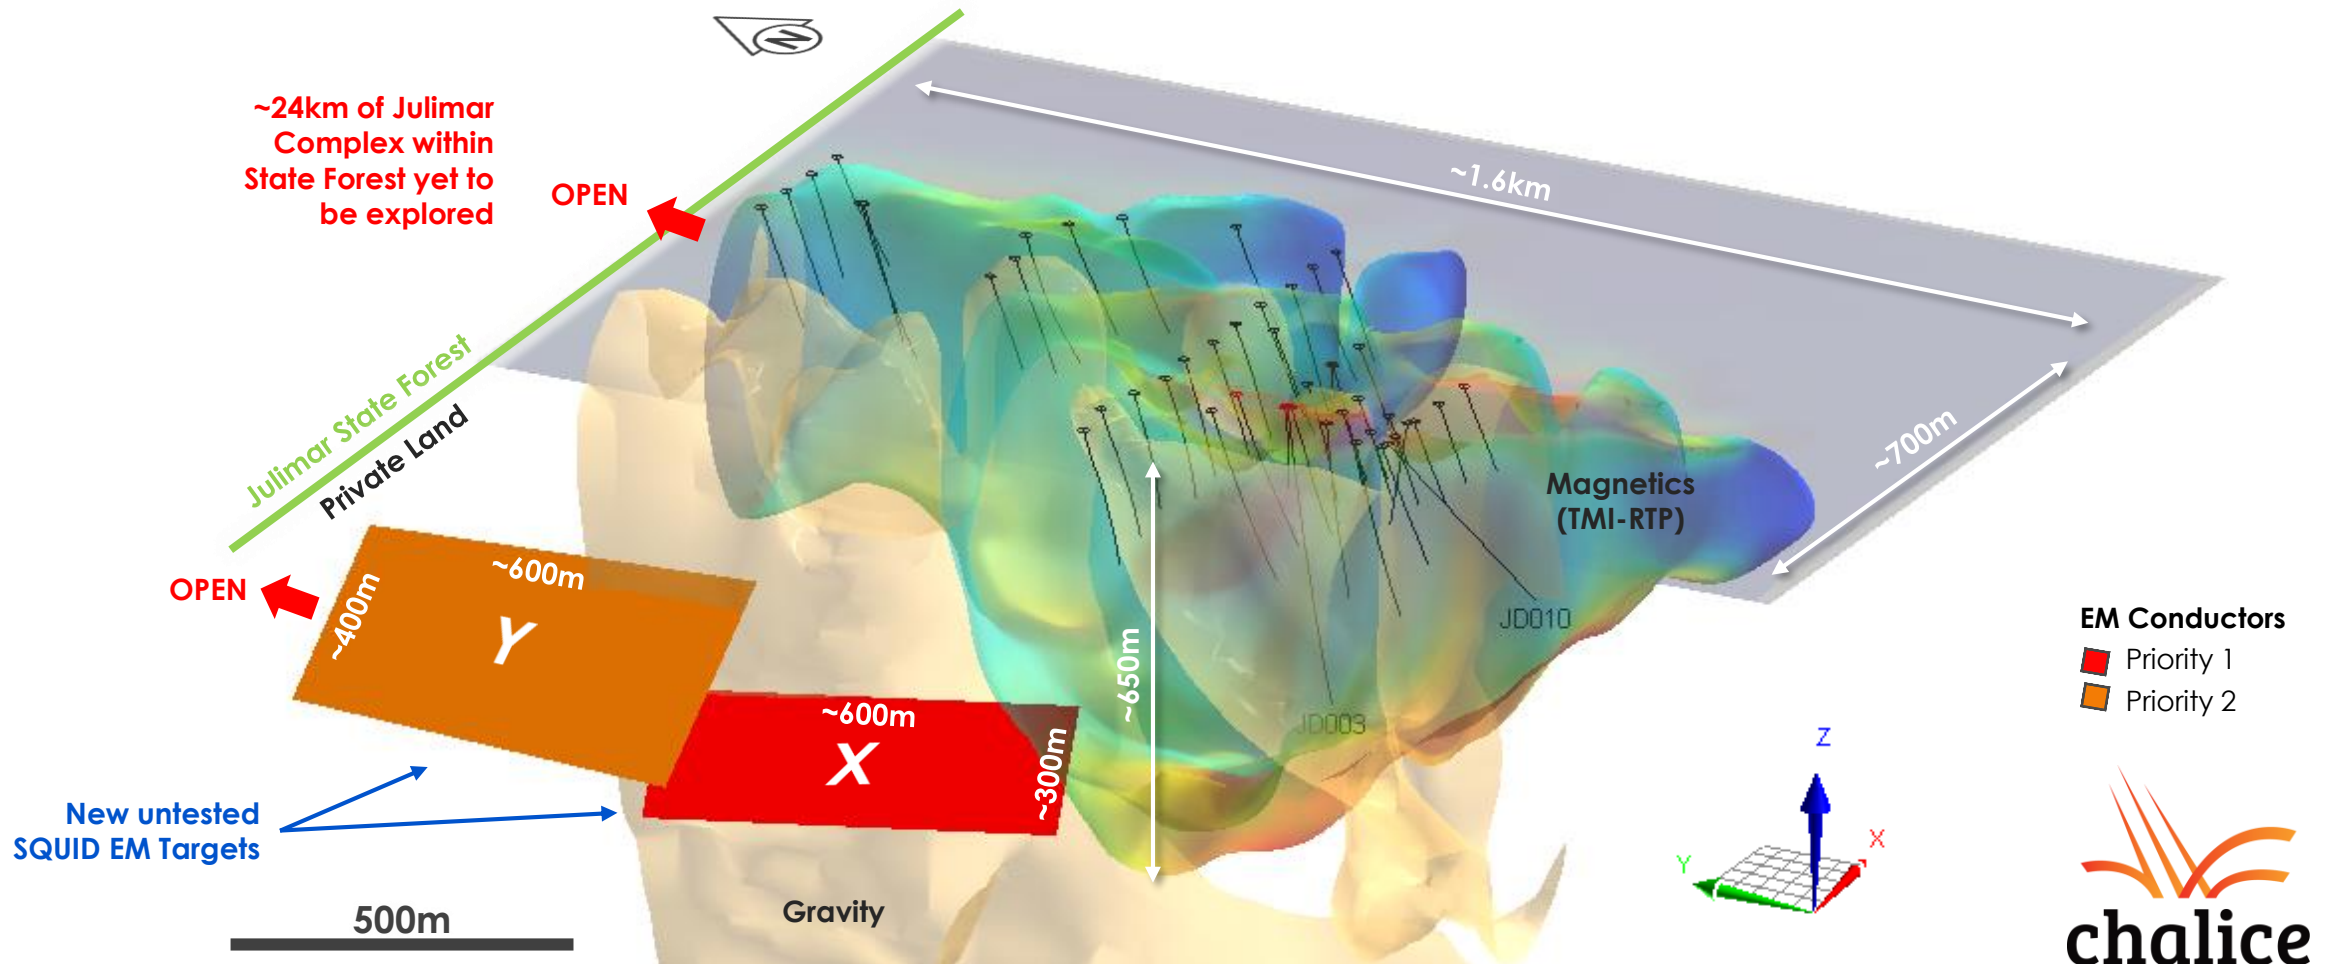 N
~24km of Julimar
Complex within
State Forest yet to
be explored
OPEN
~1.6km
Julimar State Forest
Private Land
~700m
Magnetics
(TMI-RTP)
OPEN
~600m
~400m
Y
~650m
JD010
JD003
~600m
X
~300m
EM Conductors
Priority 1
Priority 2
New untested
SQUID EM Targets
Gravity
500m
Z
X
Y
chalice